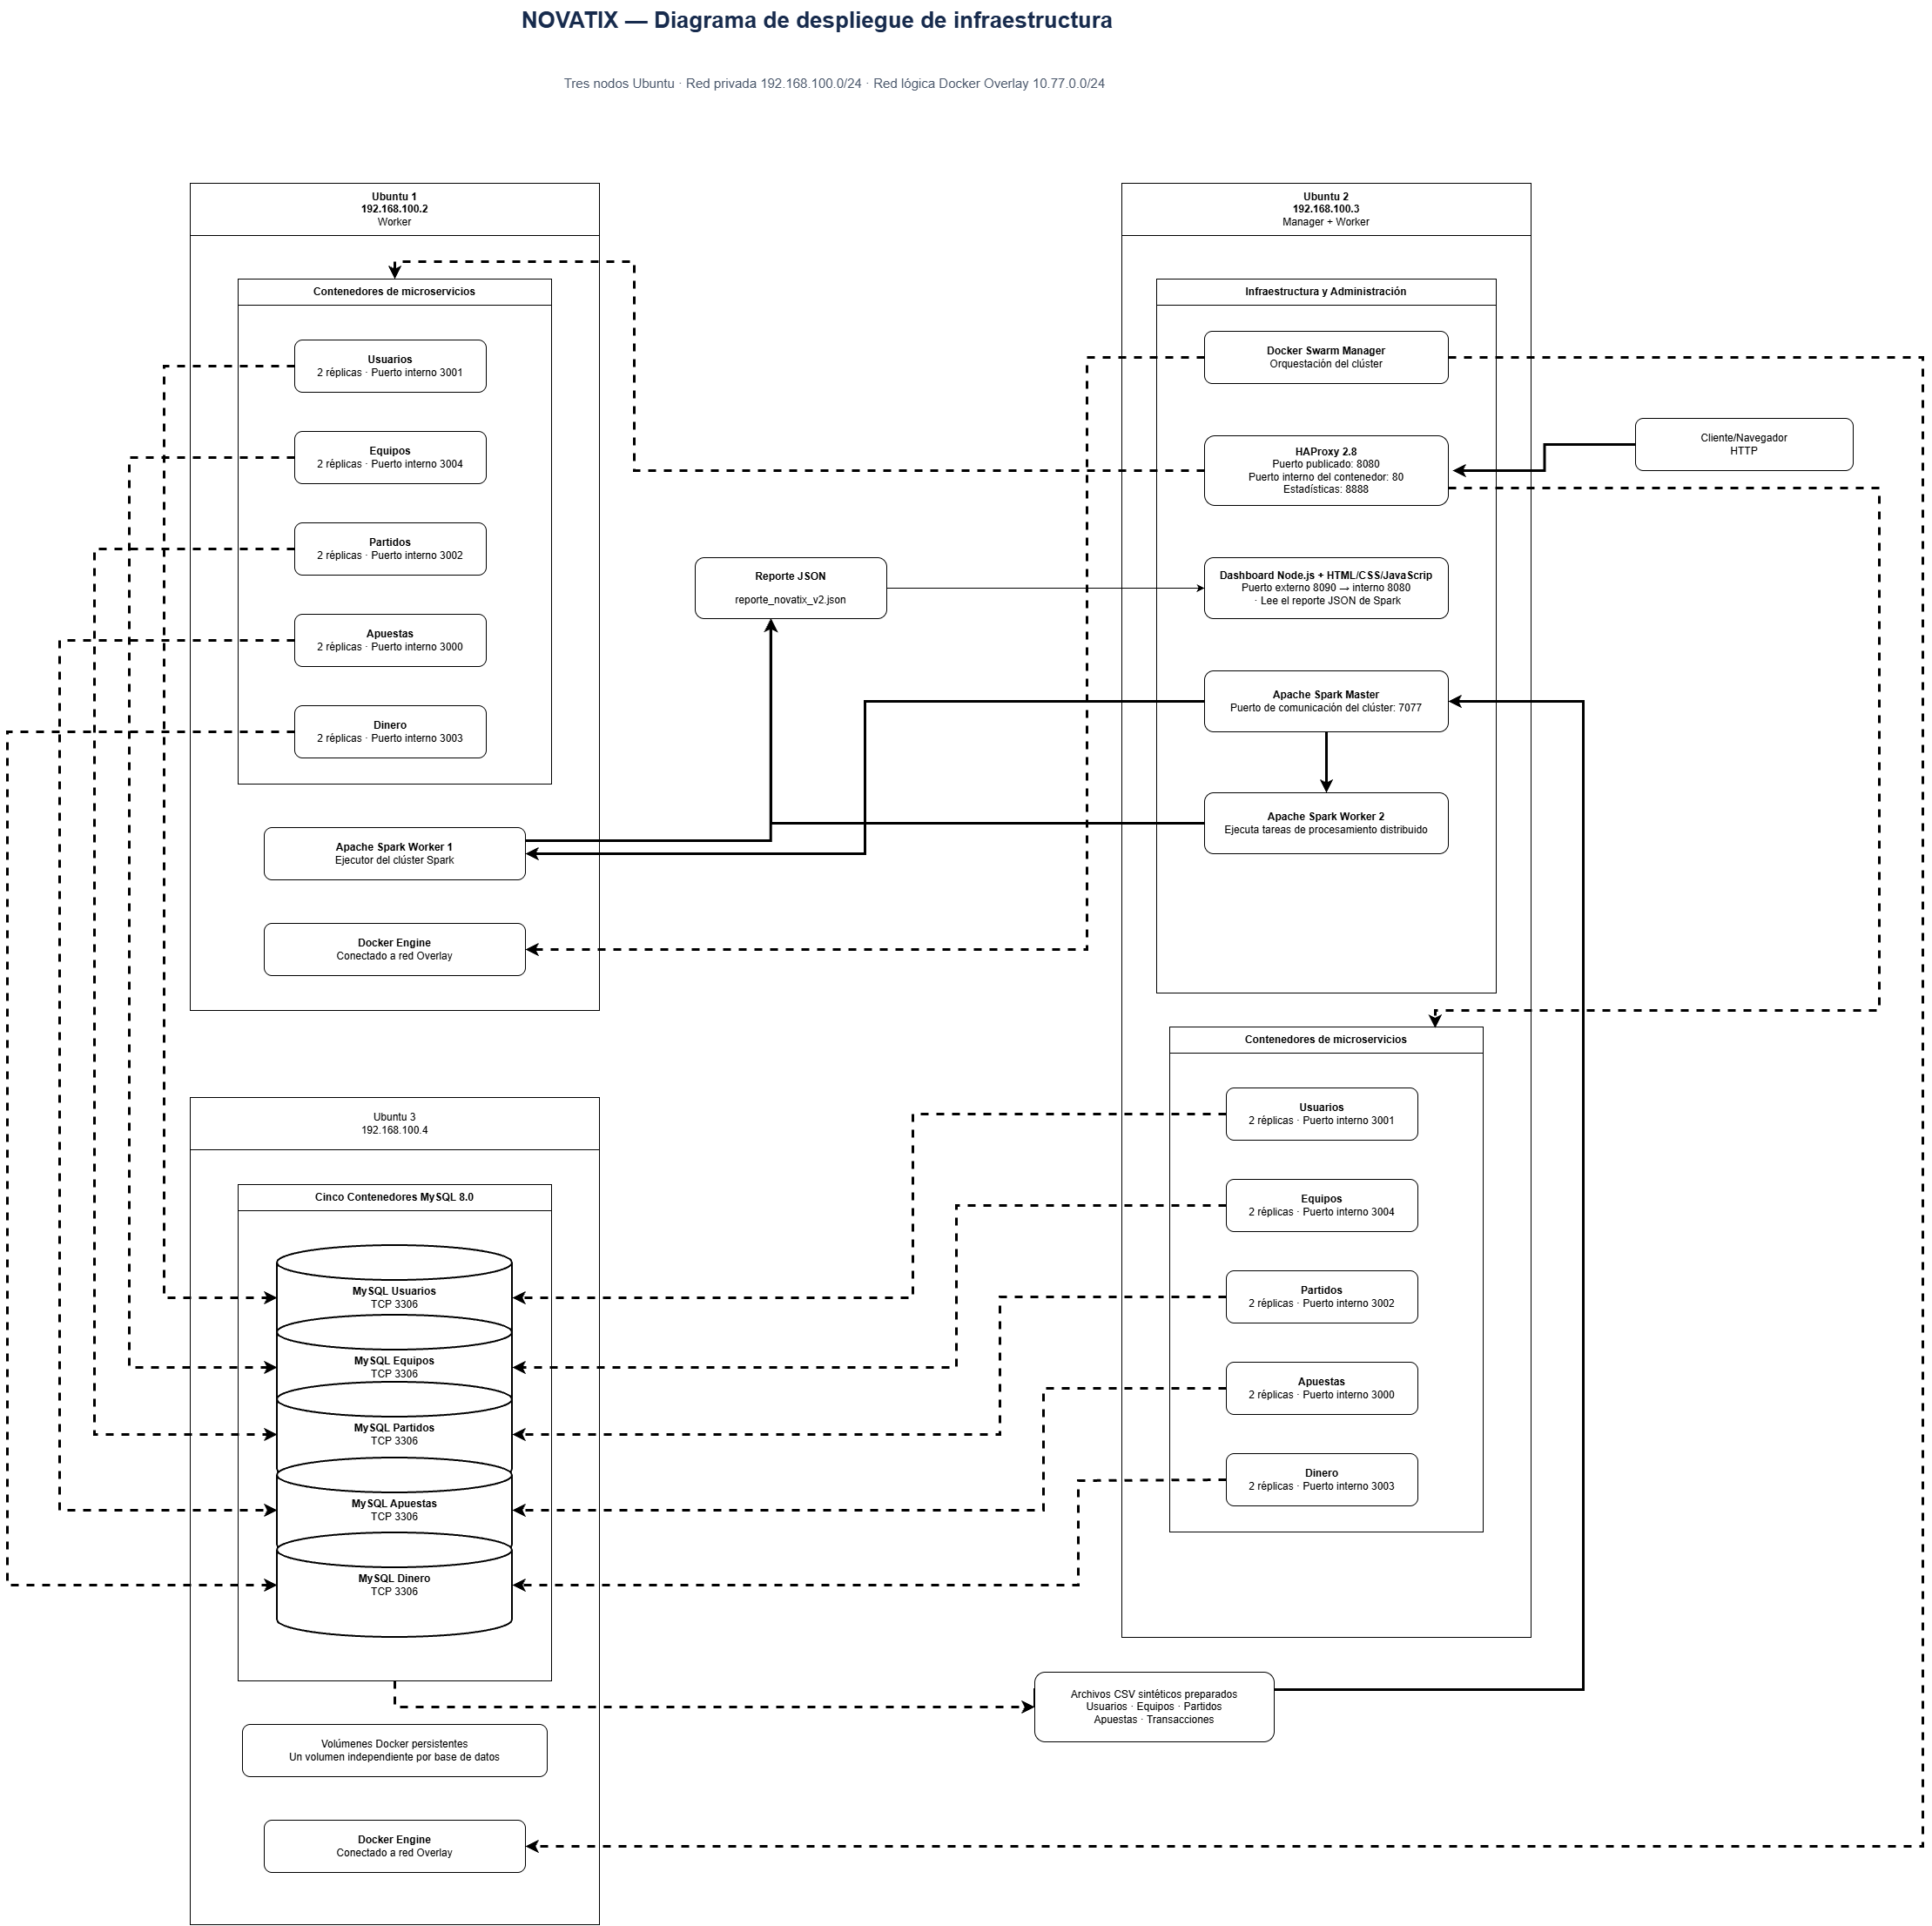 NOVATIX — Diagrama de despliegue de infraestructura
Tres nodos Ubuntu · Red privada 192.168.100.0/24 · Red lógica Docker Overlay 10.77.0.0/24
Ubuntu 1
192.168.100.2
Worker
Contenedores de microservicios
Usuarios
2 réplicas · Puerto interno 3001
Equipos
2 réplicas · Puerto interno 3004
Partidos
2 réplicas · Puerto interno 3002
Apuestas
2 réplicas · Puerto interno 3000
Dinero
2 réplicas · Puerto interno 3003
Apache Spark Worker 1
Ejecutor del clúster Spark
Docker Engine
Conectado a red Overlay
Reporte JSON
reporte_novatix_v2.json
Ubuntu 2
192.168.100.3
Manager + Worker
Infraestructura y Administración
Docker Swarm Manager
Orquestación del clúster
HAProxy 2.8
Puerto publicado: 8080
Puerto interno del contenedor: 80
Estadísticas: 8888
Cliente/Navegador
HTTP
Dashboard Node.js + HTML/CSS/JavaScrip
Puerto externo 8090 → interno 8080
· Lee el reporte JSON de Spark
Apache Spark Master
Puerto de comunicación del clúster: 7077
Apache Spark Worker 2
Ejecuta tareas de procesamiento distribuido
Contenedores de microservicios
Usuarios
2 réplicas · Puerto interno 3001
Equipos
2 réplicas · Puerto interno 3004
Partidos
2 réplicas · Puerto interno 3002
Apuestas
2 réplicas · Puerto interno 3000
Dinero
2 réplicas · Puerto interno 3003
Ubuntu 3
192.168.100.4
Cinco Contenedores MySQL 8.0
MySQL Usuarios
TCP 3306
MySQL Equipos
TCP 3306
MySQL Partidos
TCP 3306
MySQL Apuestas
TCP 3306
MySQL Dinero
TCP 3306
Archivos CSV sintéticos preparados
Usuarios · Equipos · Partidos
Apuestas · Transacciones
Volúmenes Docker persistentes
Un volumen independiente por base de datos
Docker Engine
Conectado a red Overlay